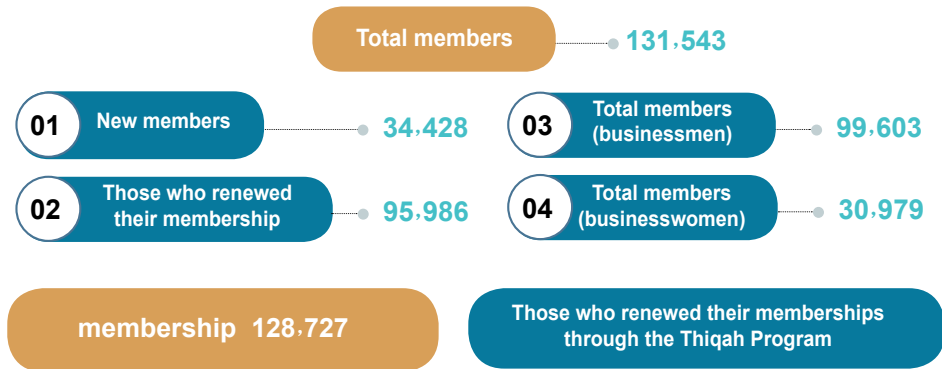 Total members
131,543
01
New members
34,428
02
Those who renewed
their membership
95,986
03
Total members
(businessmen)
99,603
04
Total members
(businesswomen)
30,979
membership 128,727
Those who renewed their memberships
through the Thiqah Program